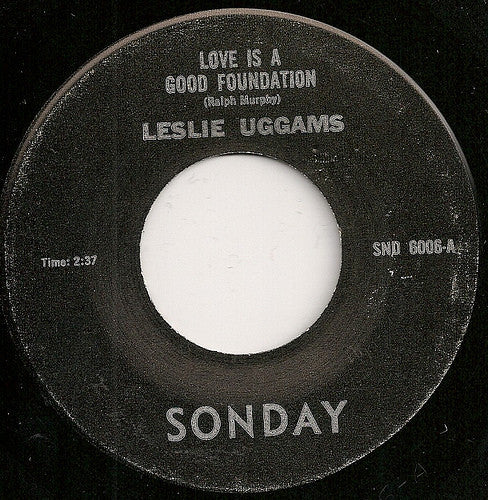 LOVE IS A
GOOD FOUNDATION
(Ralph Murphy)
LESLIE UGGAMS
Time: 2:37
SND 6006-A
SONDAY